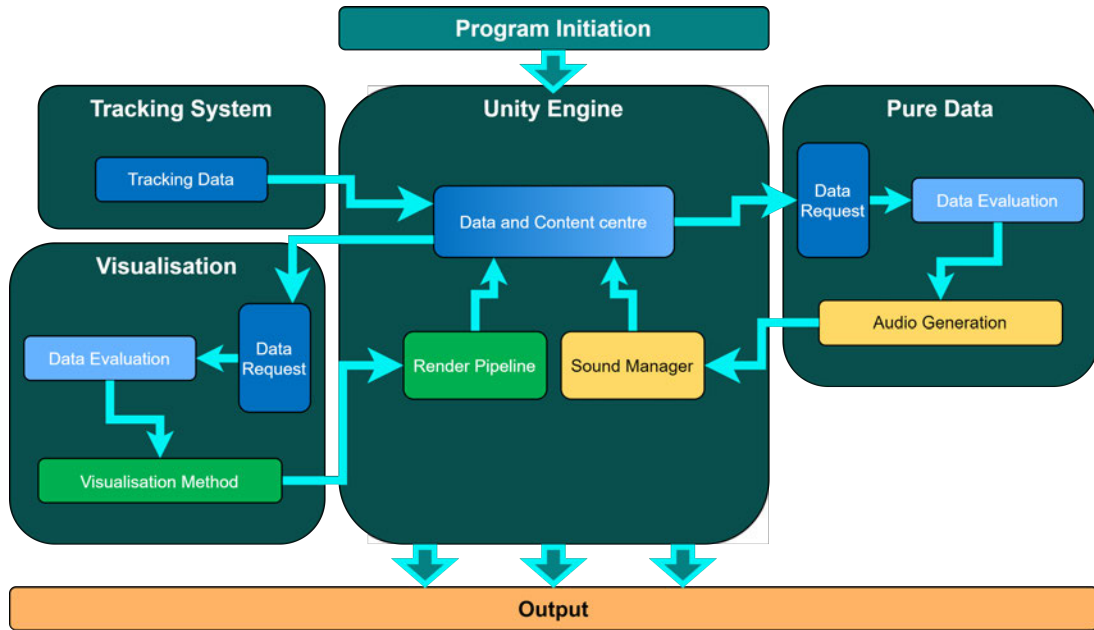 Program Initiation
Tracking System
Tracking Data
Unity Engine
Data and Content centre
Render Pipeline
Sound Manager
Pure Data
Data
Request
Data Evaluation
Audio Generation
Visualisation
Data
Request
Data Evaluation
Visualisation Method
Output